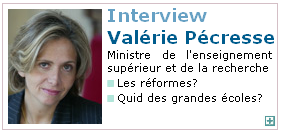 Interview
Valérie Pécresse
Ministre de l'enseignement
supérieur et de la recherche
Les réformes?
Quid des grandes écoles?